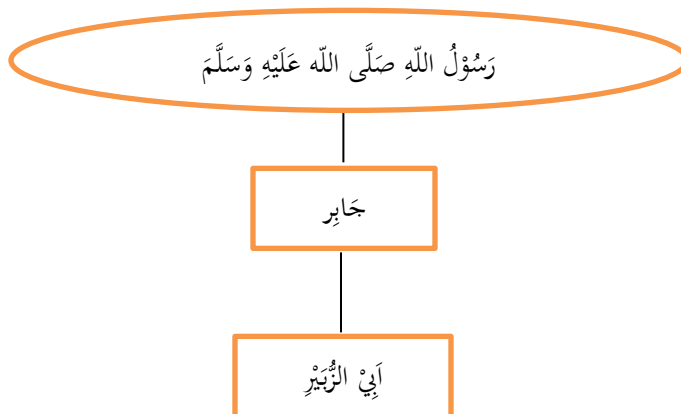 رَسُوْلُ اللّهِ صَلَّى اللّه عَلَيْهِ وَسَلَّمَ
جَابِر
اَبِيْ الزُّبَيْرِ